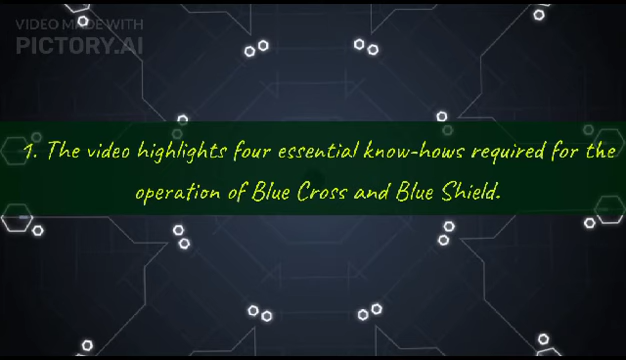 VIDEO MADE WITH
PICTORY.AI
1. The video highlights four essential know-hows required for the
operation of Blue Cross and Blue Shield.